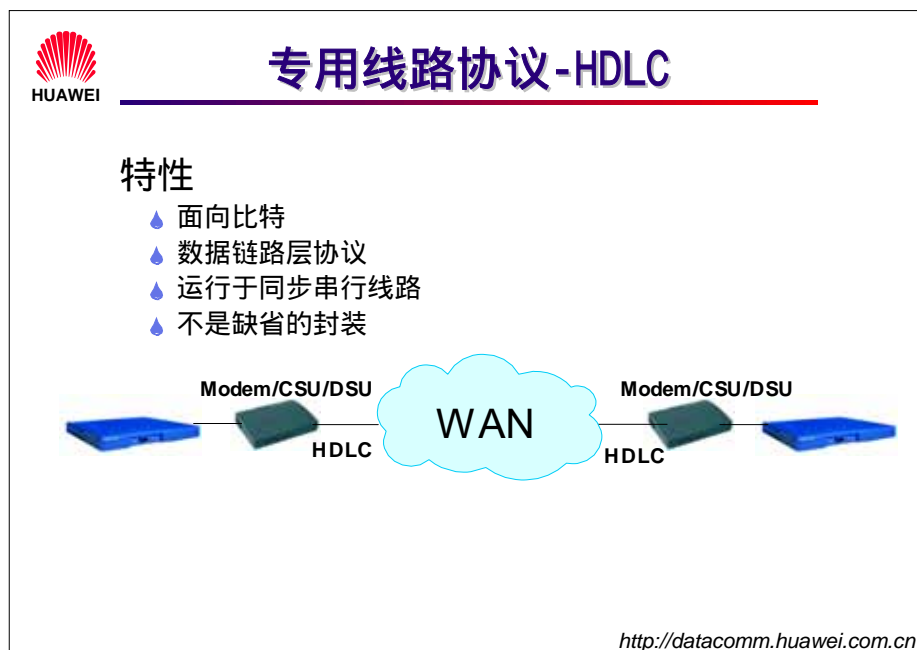 HUAWEI
专用线路协议-HDLC
特性
面向比特
数据链路层协议
运行于同步串行线路
不是缺省的封装
Modem/CSU/DSU
Modem/CSU/DSU
WAN
HDLC
HDLC
http://datacomm.huawei.com.cn